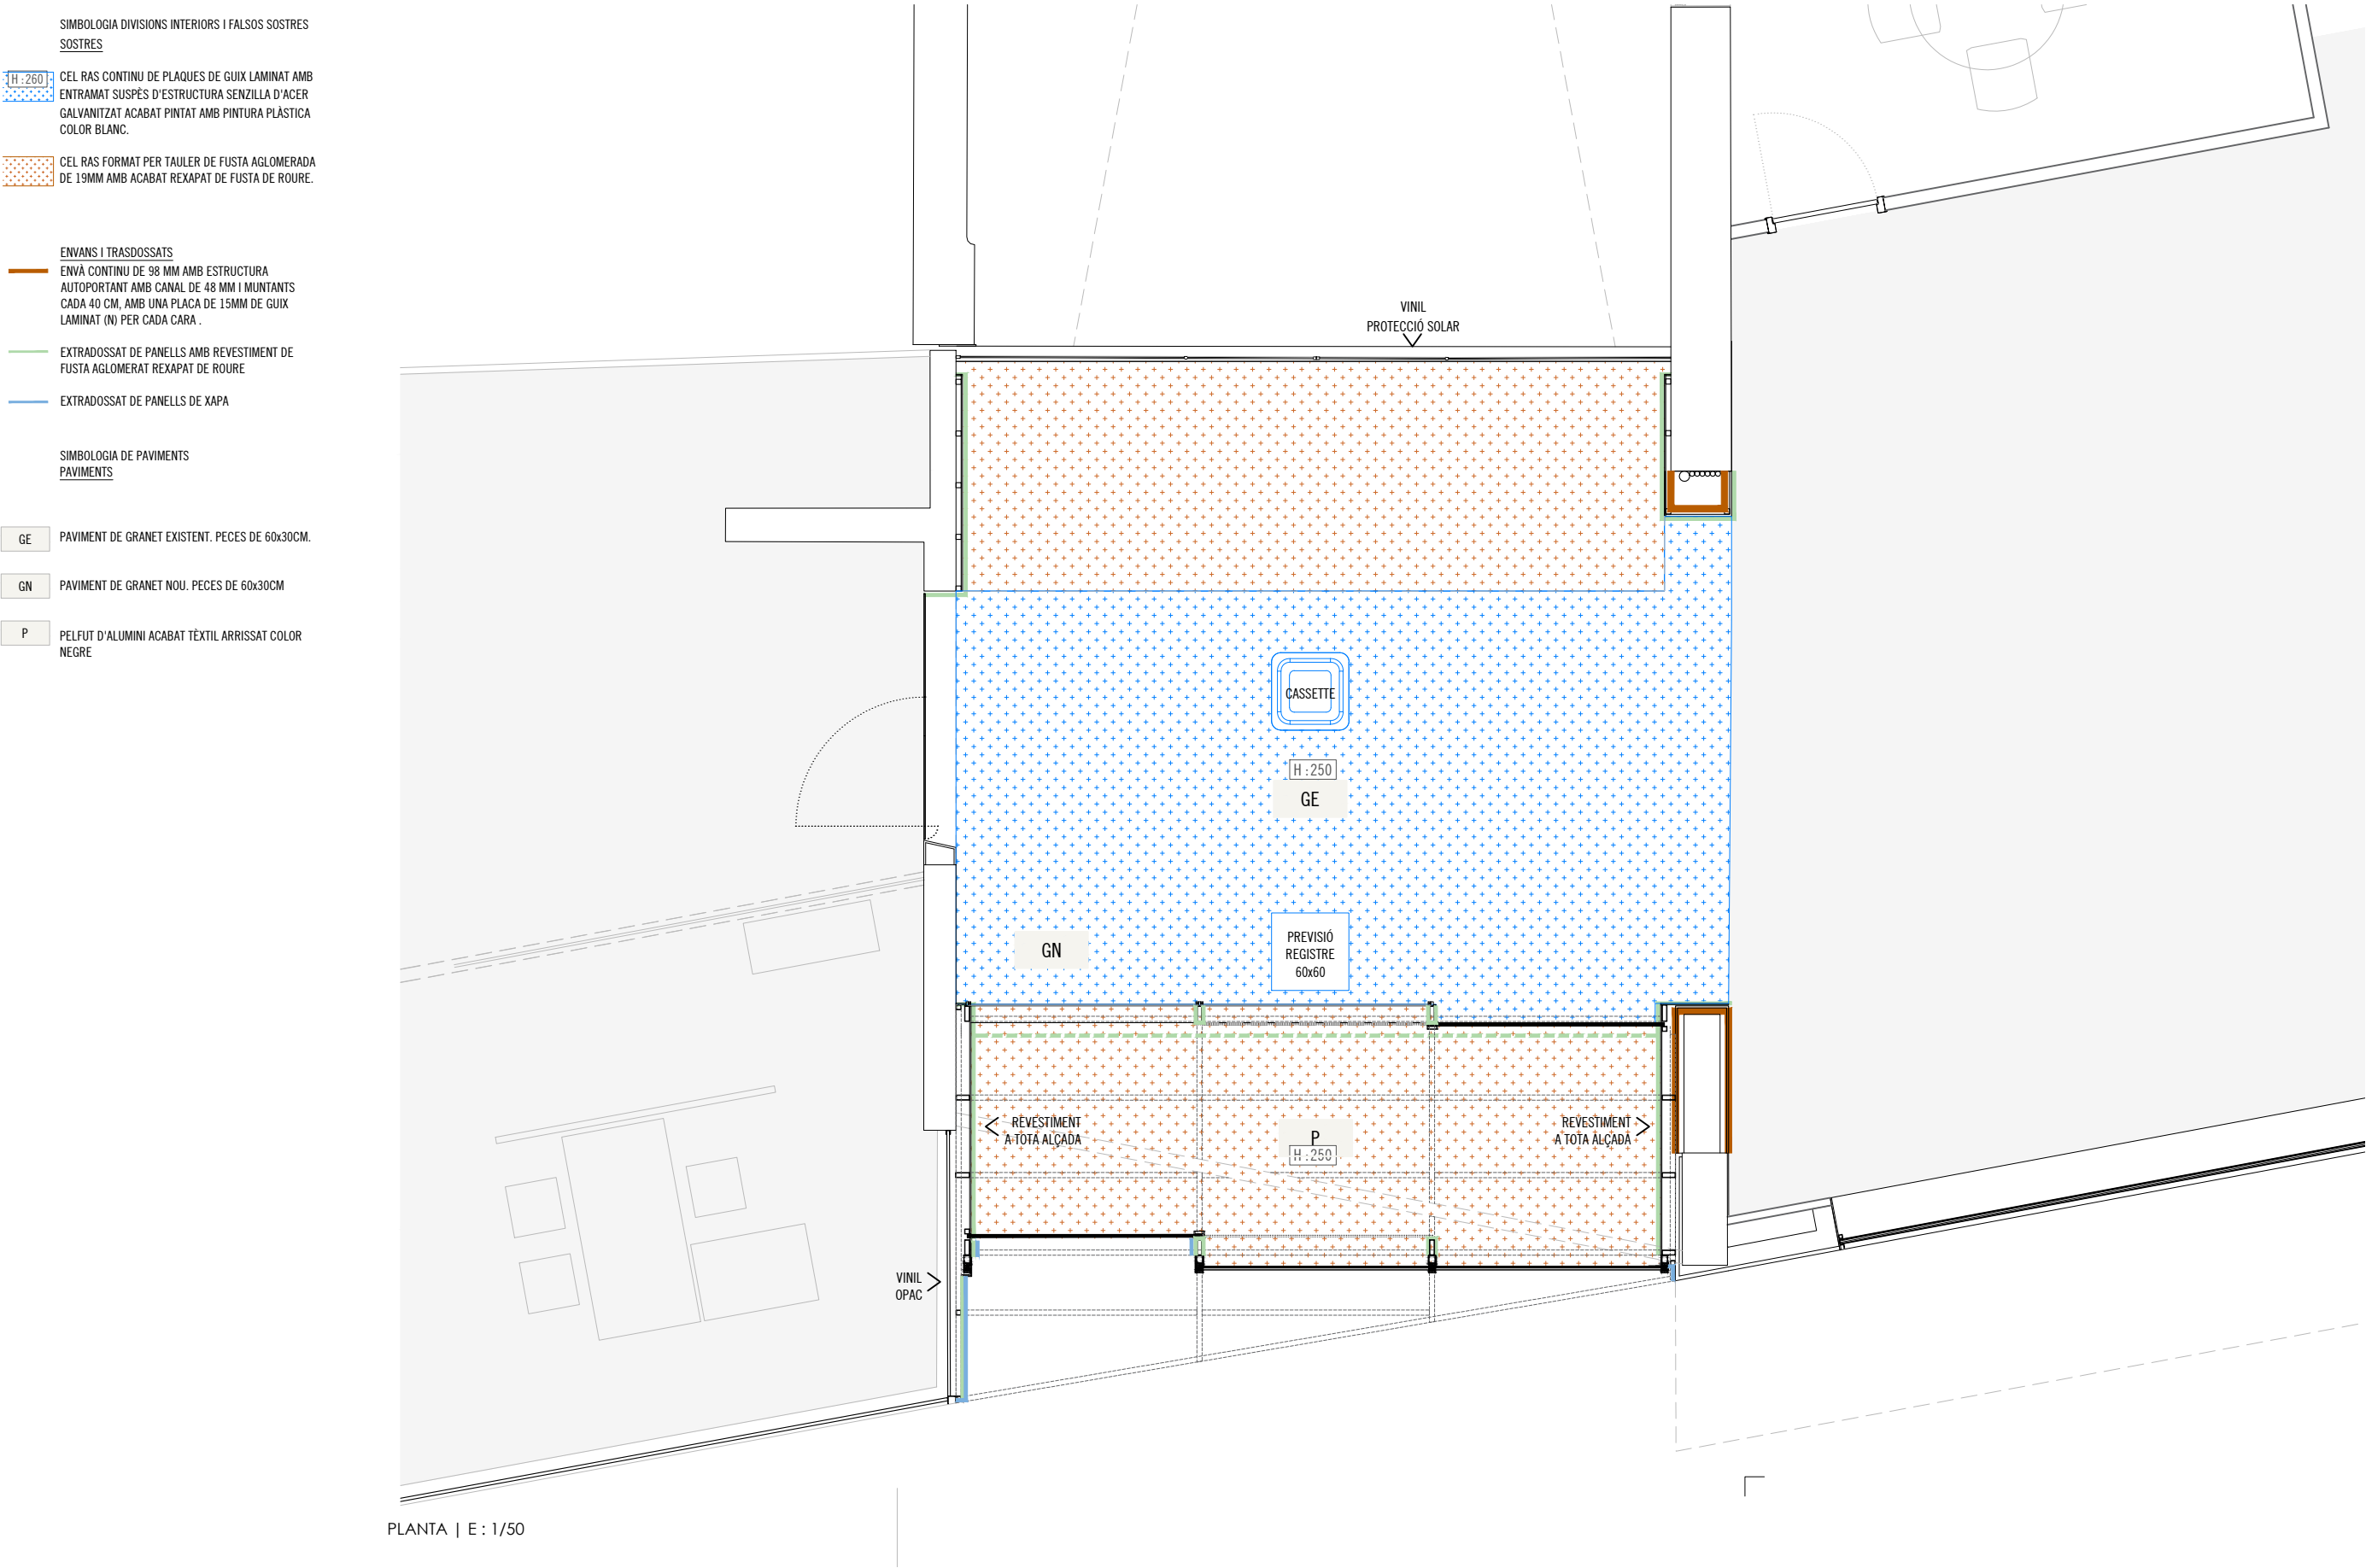 SIMBOLOGIA DIVISIONS INTERIORS I FALSOS SOSTRES
SOSTRES
H :260
CEL RAS CONTINU DE PLAQUES DE GUIX LAMINAT AMB
ENTRAMAT SUSPÈS D'ESTRUCTURA SENZILLA D'ACER
GALVANITZAT ACABAT PINTAT AMB PINTURA PLÀSTICA
COLOR BLANC.
CEL RAS FORMAT PER TAULER DE FUSTA AGLOMERADA
DE 19MM AMB ACABAT REXAPAT DE FUSTA DE ROURE.
ENVANS I TRASDOSSATS
ENVÀ CONTINU DE 98 MM AMB ESTRUCTURA
AUTOPORTANT AMB CANAL DE 48 MM I MUNTANTS
CADA 40 CM, AMB UNA PLACA DE 15MM DE GUIX
LAMINAT (N) PER CADA CARA .
EXTRADOSSAT DE PANELLS AMB REVESTIMENT DE
FUSTA AGLOMERAT REXAPAT DE ROURE
EXTRADOSSAT DE PANELLS DE XAPA
SIMBOLOGIA DE PAVIMENTS
PAVIMENTS
GE
PAVIMENT DE GRANET EXISTENT. PECES DE 60x30CM.
GN
PAVIMENT DE GRANET NOU. PECES DE 60x30CM
P
PELFUT D'ALUMINI ACABAT TÈXTIL ARRISSAT COLOR
NEGRE
VINIL
PROTECCIÓ SOLAR
CASSETTE
H :250
GE
GN
PREVISIÓ
REGISTRE
60x60
REVESTIMENT
A TOTA ALÇADA
P
H :250
REVESTIMENT
A TOTA ALÇADA
VINIL
OPAC
PLANTA | E : 1/50